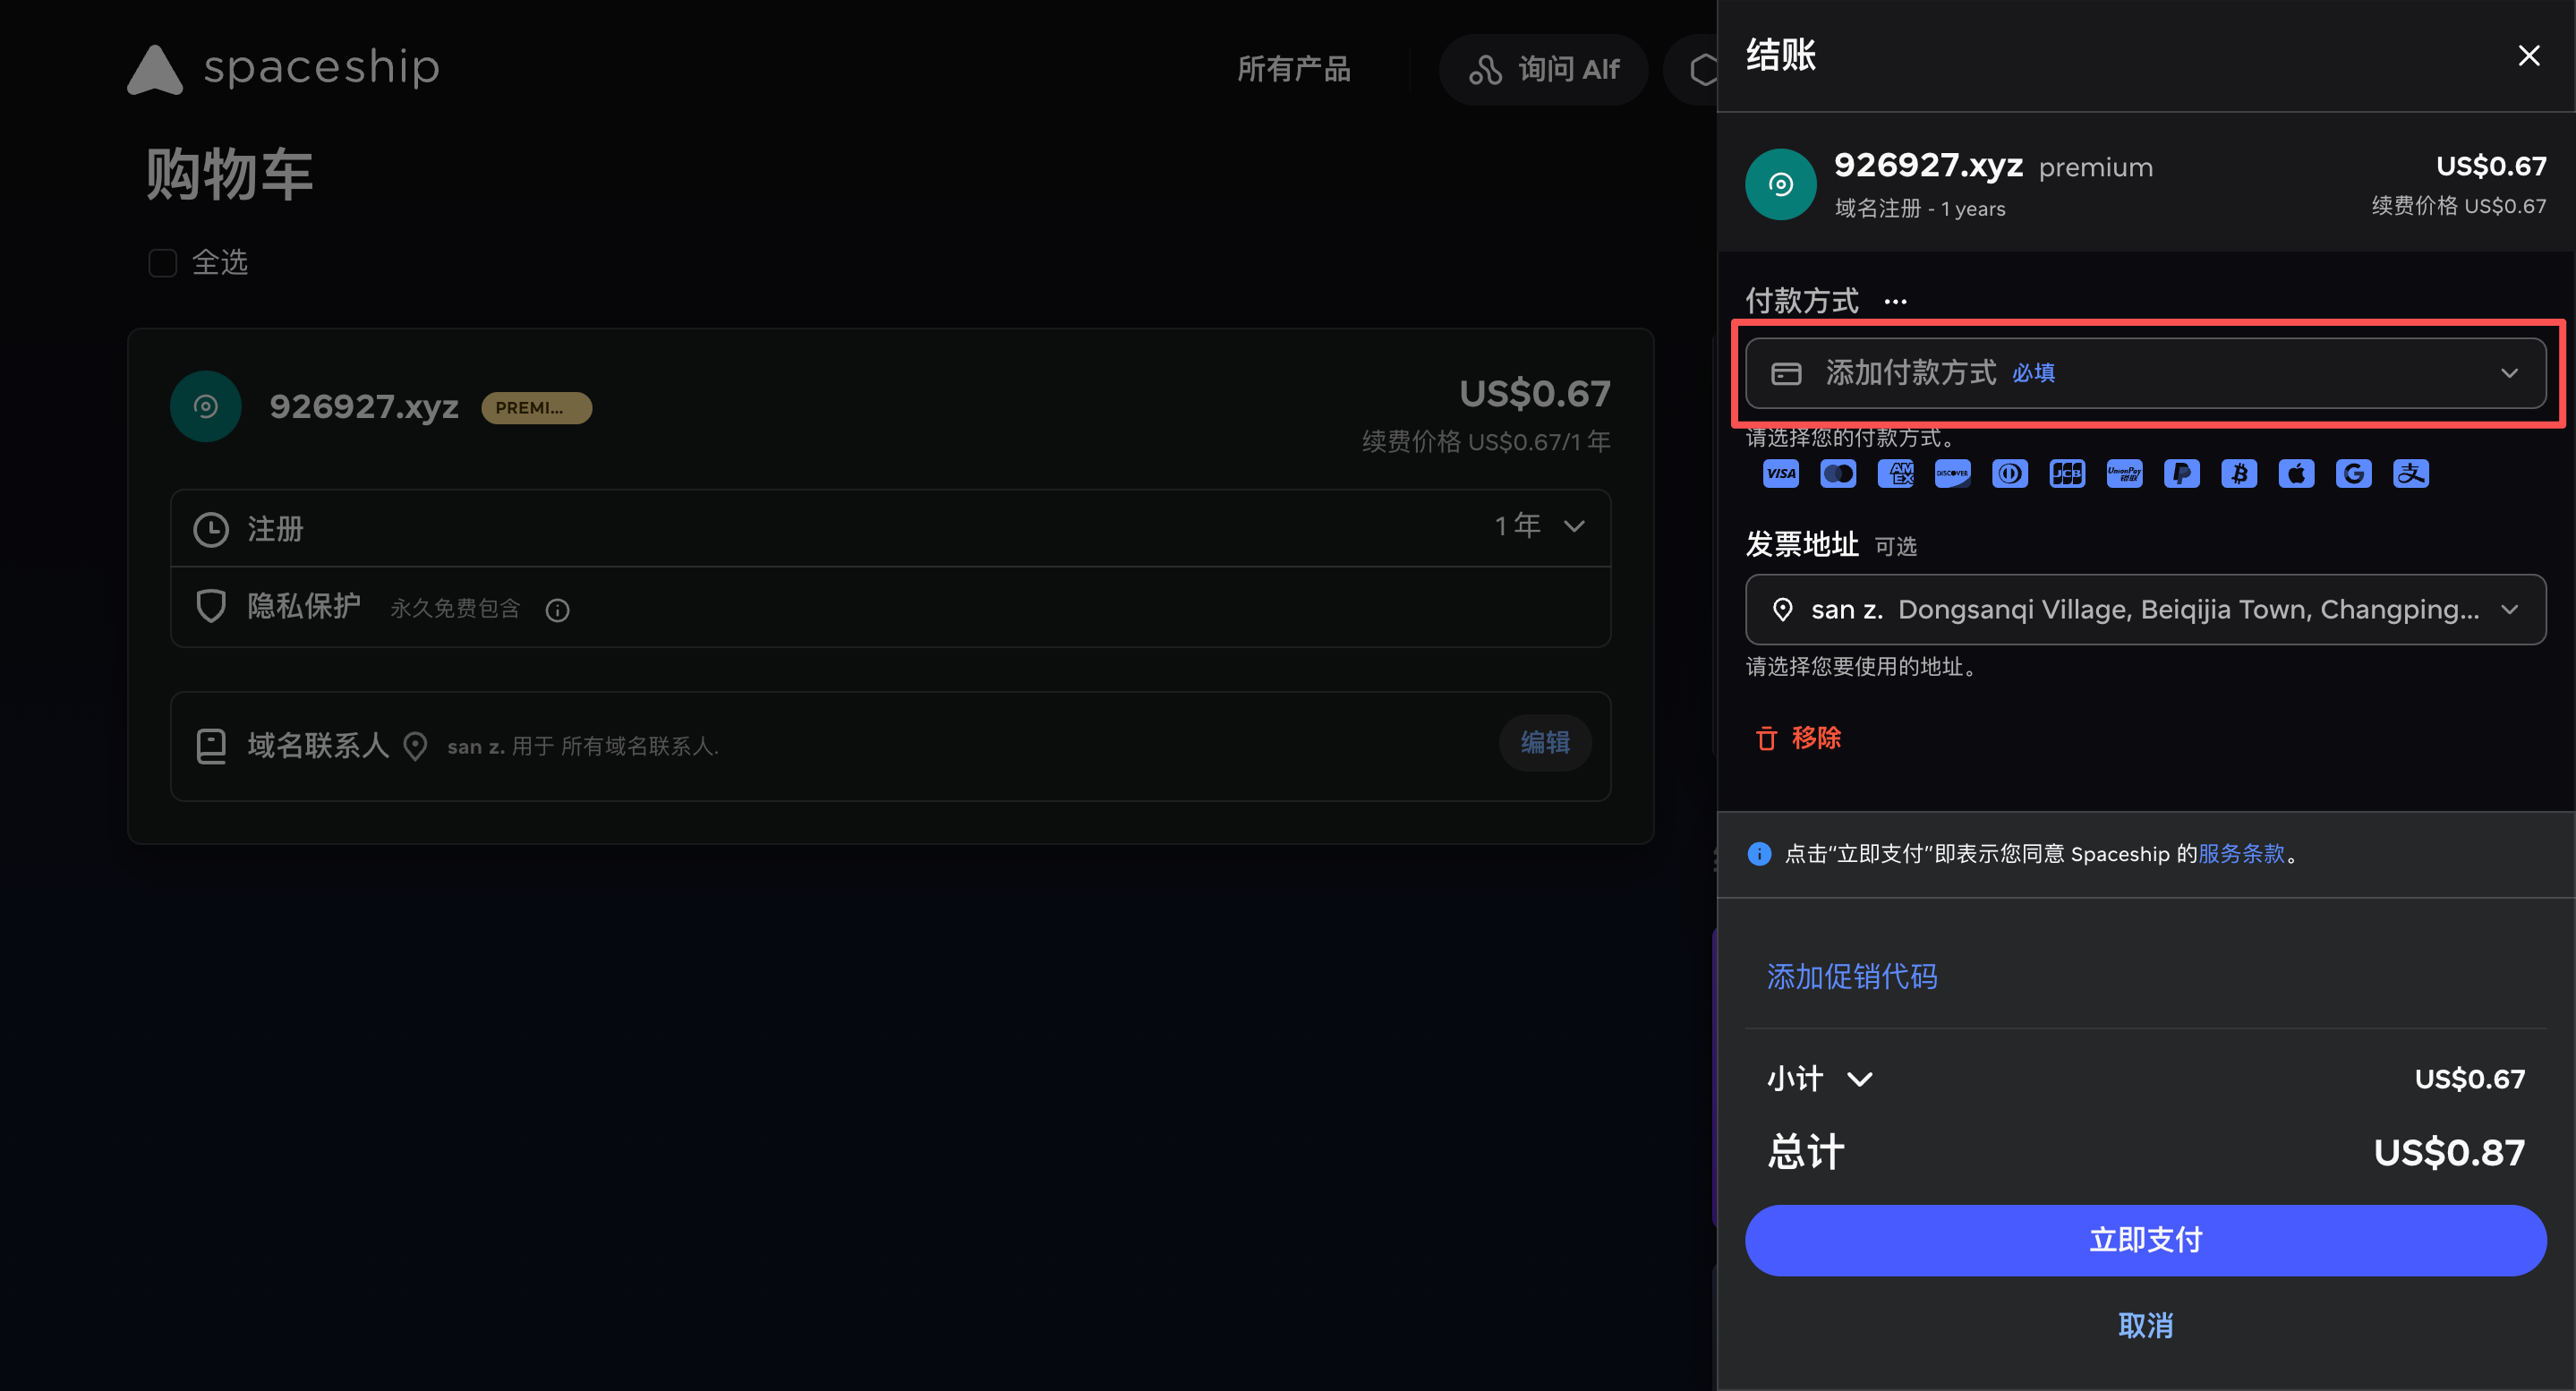 spaceship
所有产品
询问 Alf
购物车
全选
926927.xyz PREMI...
US$0.67
续费价格 US$0.67/1 年
注册
1 年
隐私保护 永久免费包含
域名联系人 san z. 用于 所有域名联系人.
编辑
结账
926927.xyz premium
US$0.67
域名注册 - 1 years
续费价格 US$0.67
付款方式 ...
添加付款方式 必填
请选择您的付款方式。
VISA AMEX DISCOVER JCB UnionPay 银联 支
发票地址 可选
san z. Dongsanqi Village, Beiqijia Town, Changping...
请选择您要使用的地址。
移除
点击“立即支付”即表示您同意 Spaceship 的服务条款。
添加促销代码
小计
US$0.67
总计
US$0.87
立即支付
取消